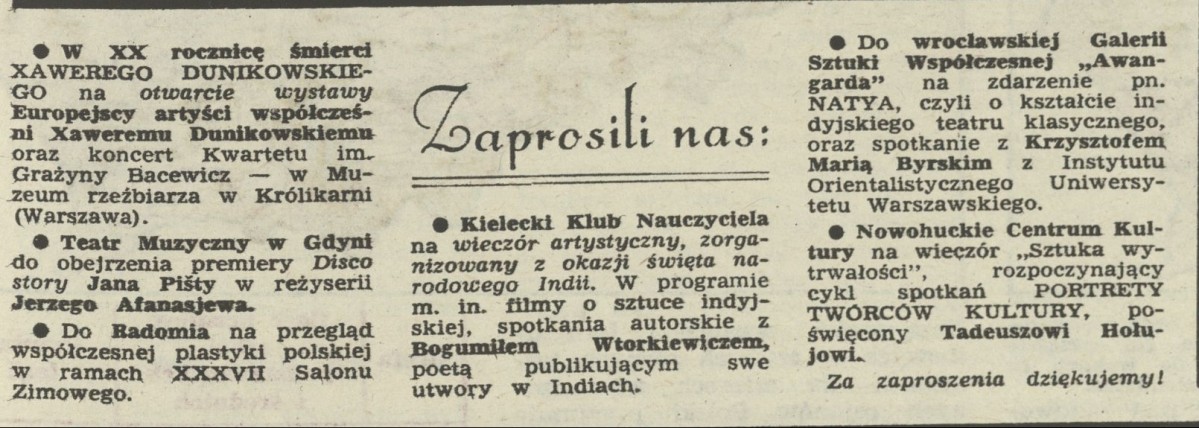 ● W XX rocznicę śmierci
XAWEREGO DUNIKOWSKIE-
GO na otwarcie wystawy
Europejscy artyści współcześ-
ni Xaweremu Dunikowskiemu
oraz koncert Kwartetu im.
Grażyny Bacewicz — w Mu-
zeum rzeźbiarza w Królikarni
(Warszawa).
● Teatr Muzyczny w Gdyni
do obejrzenia premiery Disco
story Jana Pišty w reżyserii
Jerzego Afanasjewa.
● Do Radomia na przegląd
współczesnej plastyki polskiej
w ramach XXXVII Salonu
Zimowego.
Zaprosili nas:
● Kielecki Klub Nauczyciela
na wieczór artystyczny, zorga-
nizowany z okazji święta na-
rodowego Indii. W programie
m. in. filmy o sztuce indyj-
skiej, spotkania autorskie z
Bogumiłem Wtorkiewiczem,
poetą publikującym swe
utwory w Indiach.
● Do wrocławskiej Galerii
Sztuki Współczesnej „Awan-
garda” na zdarzenie pn.
NATYA, czyli o kształcie in-
dyjskiego teatru klasycznego,
oraz spotkanie z Krzysztofem
Marią Byrskim z Instytutu
Orientalistycznego Uniwersy-
tetu Warszawskiego.
● Nowohuckie Centrum Kul-
tury na wieczór „Sztuka wy-
trwałości”, rozpoczynający
cykl spotkań PORTRETY
TWÓRCÓW KULTURY, po-
święcony Tadeuszowi Hołu-
jowi.
Za zaproszenia dziękujemy!